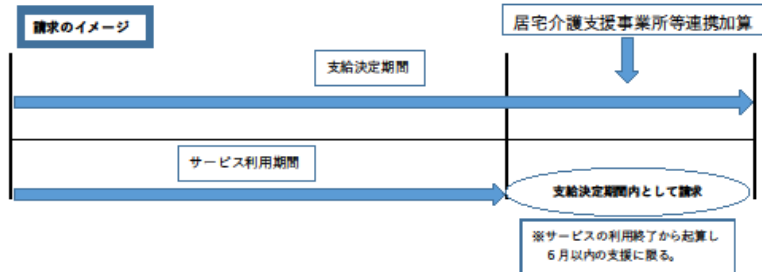 請求のイメージ
居宅介護支援事業所等連携加算
支給決定期間
サービス利用期間
支給決定期間内として請求
※サービスの利用終了から起算し
6月以内の支援に限る。